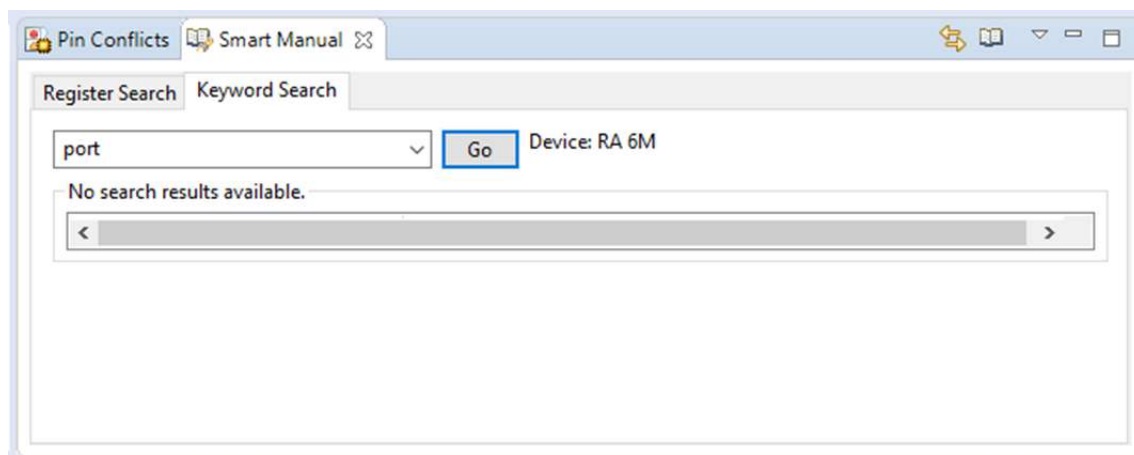 Pin Conflicts Smart Manual
Register Search Keyword Search
port Go Device: RA 6M
No search results available.